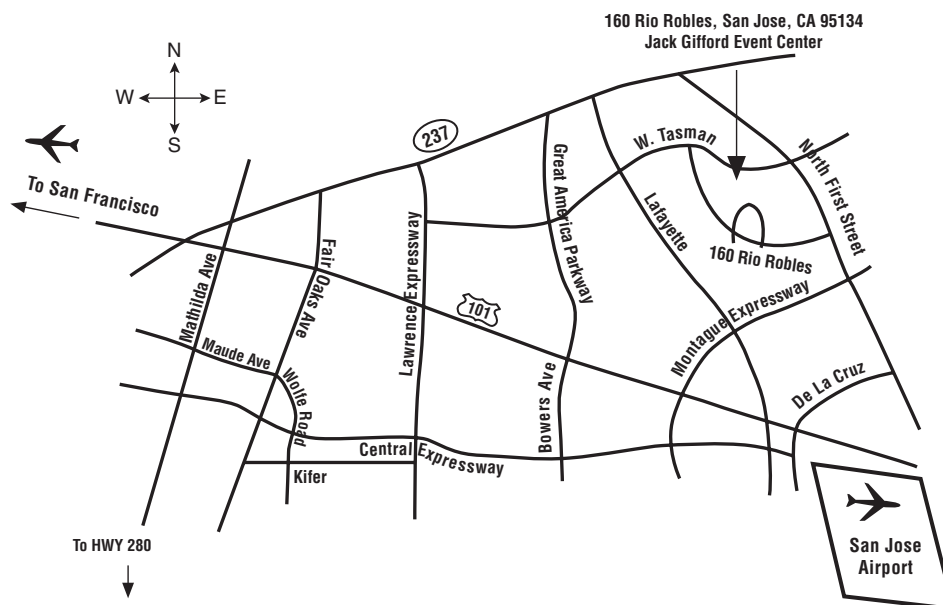 160 Rio Robles, San Jose, CA 95134
Jack Gifford Event Center
N
W
E
S
237
W. Tasman
North First Street
To San Francisco
Great America Parkway
Lafayette
Fair Oaks Ave
Lawrence Expressway
160 Rio Robles
Mathilda Ave
101
Montague Expressway
Maude Ave
Wolfe Road
Bowers Ave
De La Cruz
Central Expressway
Kifer
To HWY 280
San Jose
Airport